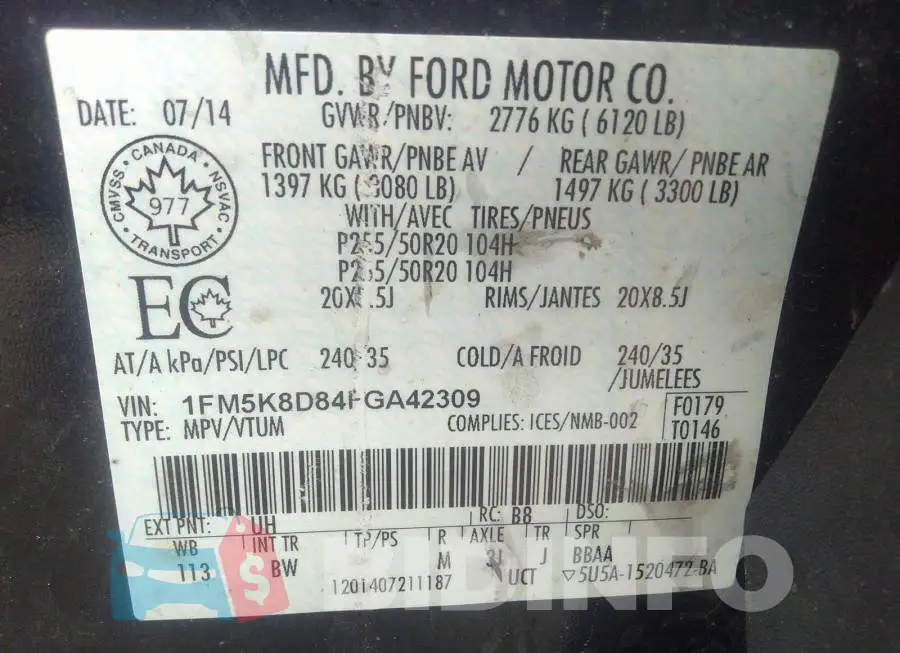 MFD. BY FORD MOTOR CO.
DATE: 07/14
GVWR/PNBV: 2776 KG ( 6120 LB)
FRONT GAWR/PNBE AV / REAR GAWR/ PNBE AR
1397 KG (3080 LB) 1497 KG ( 3300 LB)
WITH/AVEC TIRES/PNEUS
CANADA
CMVSS NSVAC
977
TRANSPORT
P255/50R20 104H
P255/50R20 104H
EC
RIMS/JANTES 20X8.5J
AT/A kPa/PSI/LPC 240/35 COLD/A FROID 240/35
/JUMELEES
VIN:
TYPE: MPV/VTUM COMPLIES: ICES/NMB-002
F0179
T0146
EXT PNT: UH RC: B8 DSO:
WB INT TR TP/PS R AXLE TR SPR
113 BW M J BBAA
1201407211187 UCT ▽5U5A-1520472-BA
BIDINFO